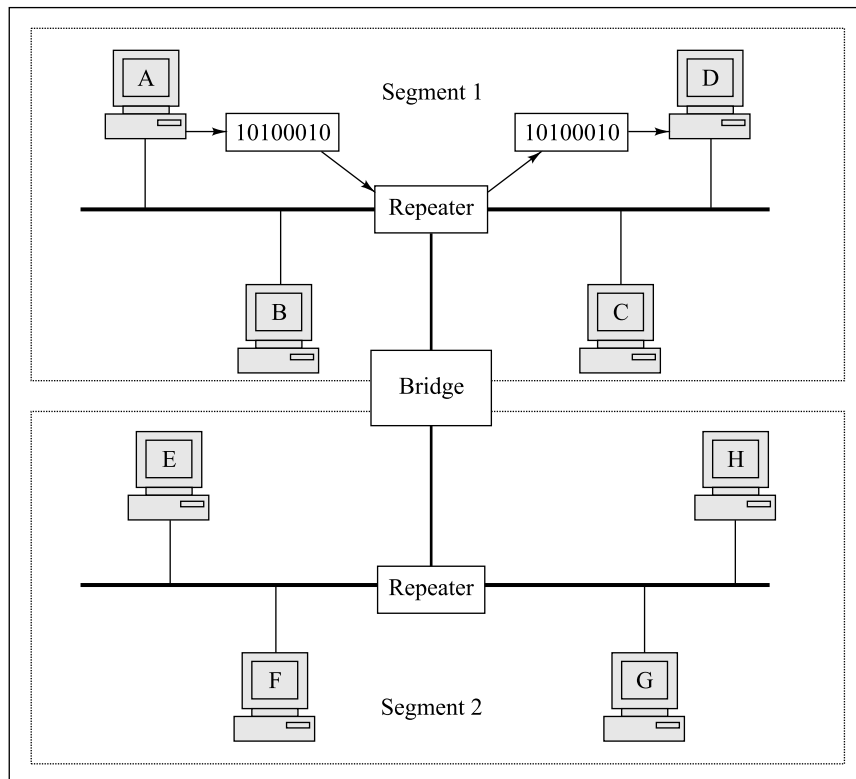 A
D
Segment 1
10100010
10100010
Repeater
B
C
Bridge
E
H
Repeater
F
G
Segment 2